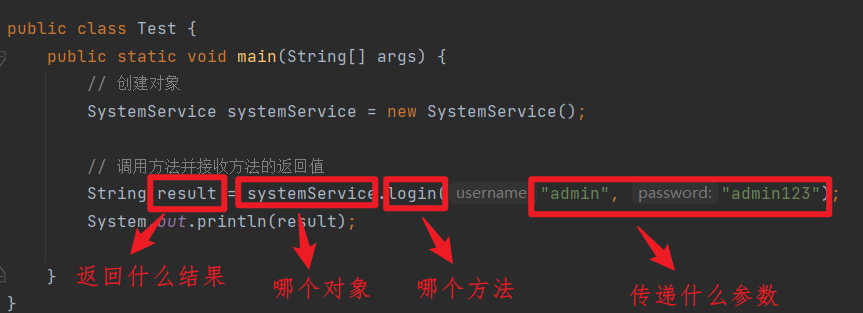 public class Test {
public static void main(String[] args) {
// 创建对象
SystemService systemService = new SystemService();
// 调用方法并接收方法的返回值
String result = systemService.login( username: "admin", password: "admin123");
System.out.println(result);
返回什么结果 哪个对象 哪个方法 传递什么参数
}
}